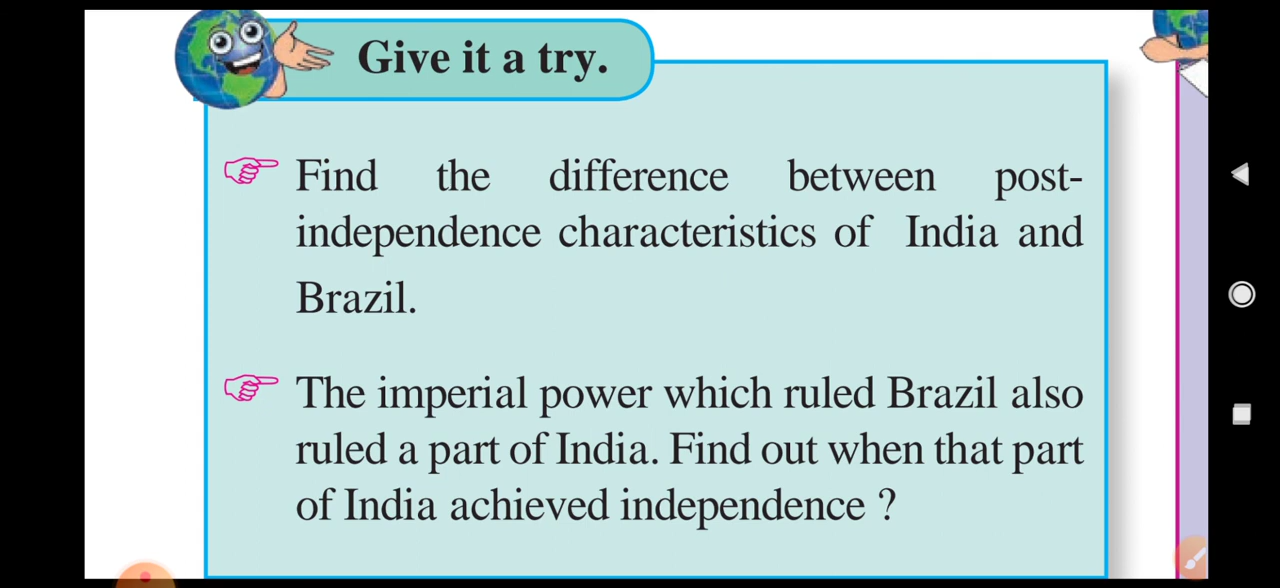 Give it a try.
Find the difference between post-
independence characteristics of India and
Brazil.
The imperial power which ruled Brazil also
ruled a part of India. Find out when that part
of India achieved independence ?